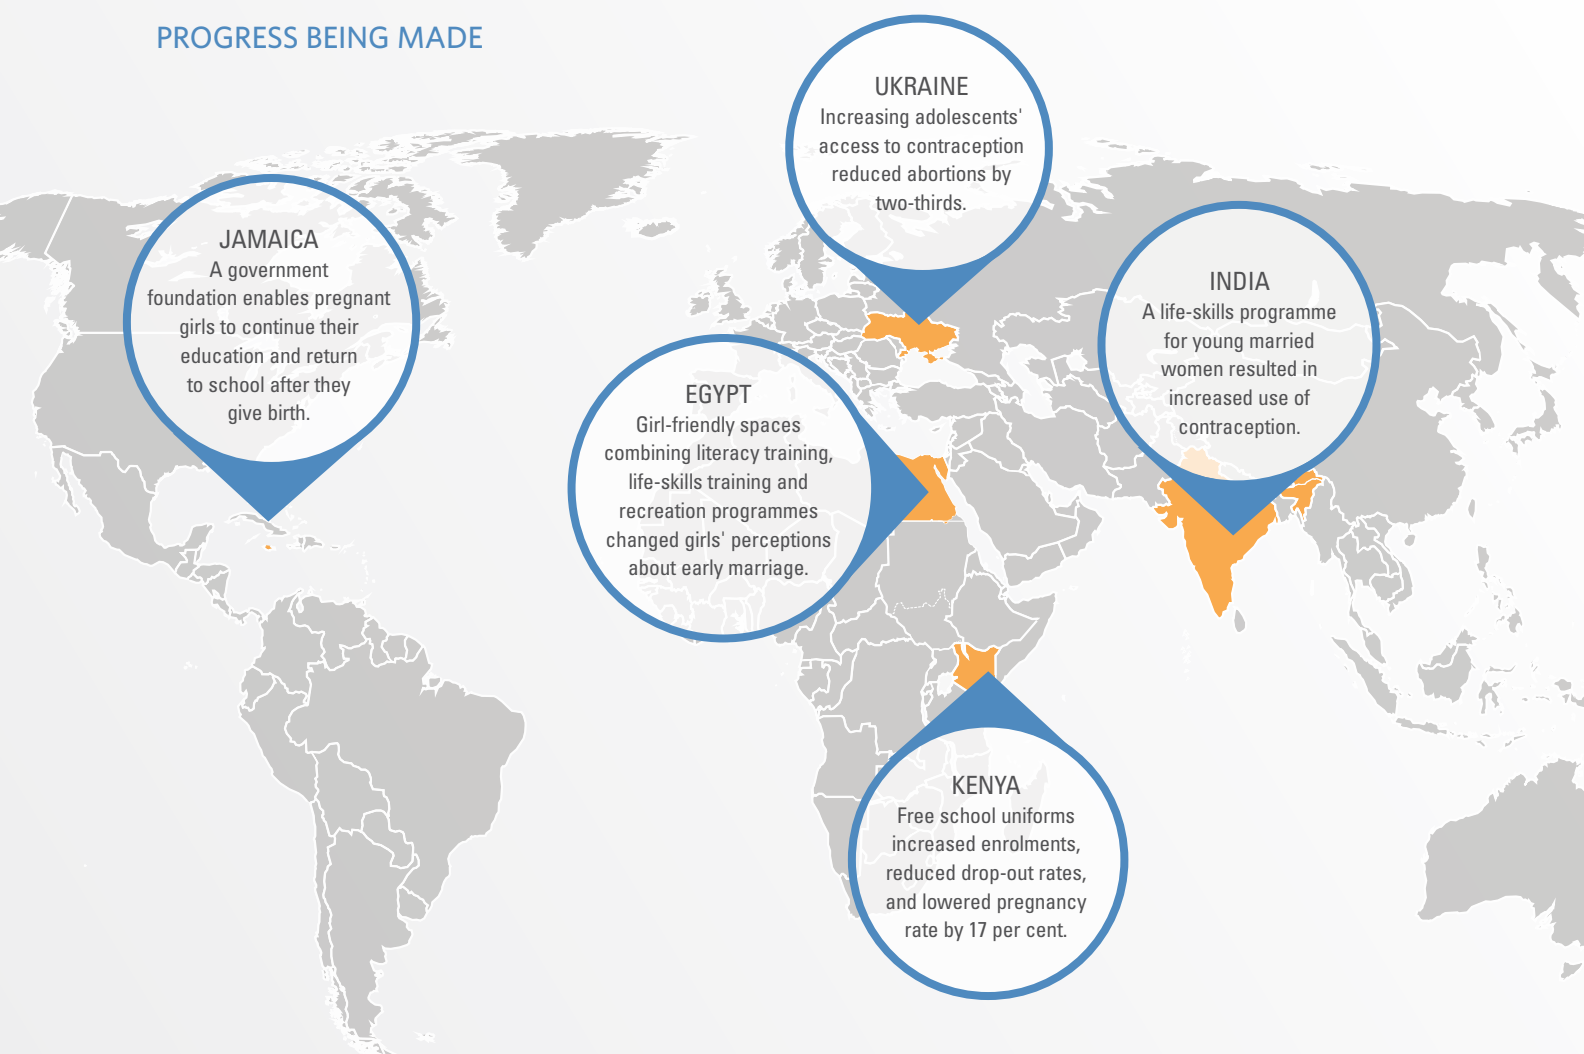 PROGRESS BEING MADE
UKRAINE
Increasing adolescents'
access to contraception
reduced abortions by
two-thirds.
JAMAICA
A government
foundation enables pregnant
girls to continue their
education and return
to school after they
give birth.
INDIA
A life-skills programme
for young married
women resulted in
increased use of
contraception.
EGYPT
Girl-friendly spaces
combining literacy training,
life-skills training and
recreation programmes
changed girls' perceptions
about early marriage.
KENYA
Free school uniforms
increased enrolments,
reduced drop-out rates,
and lowered pregnancy
rate by 17 per cent.